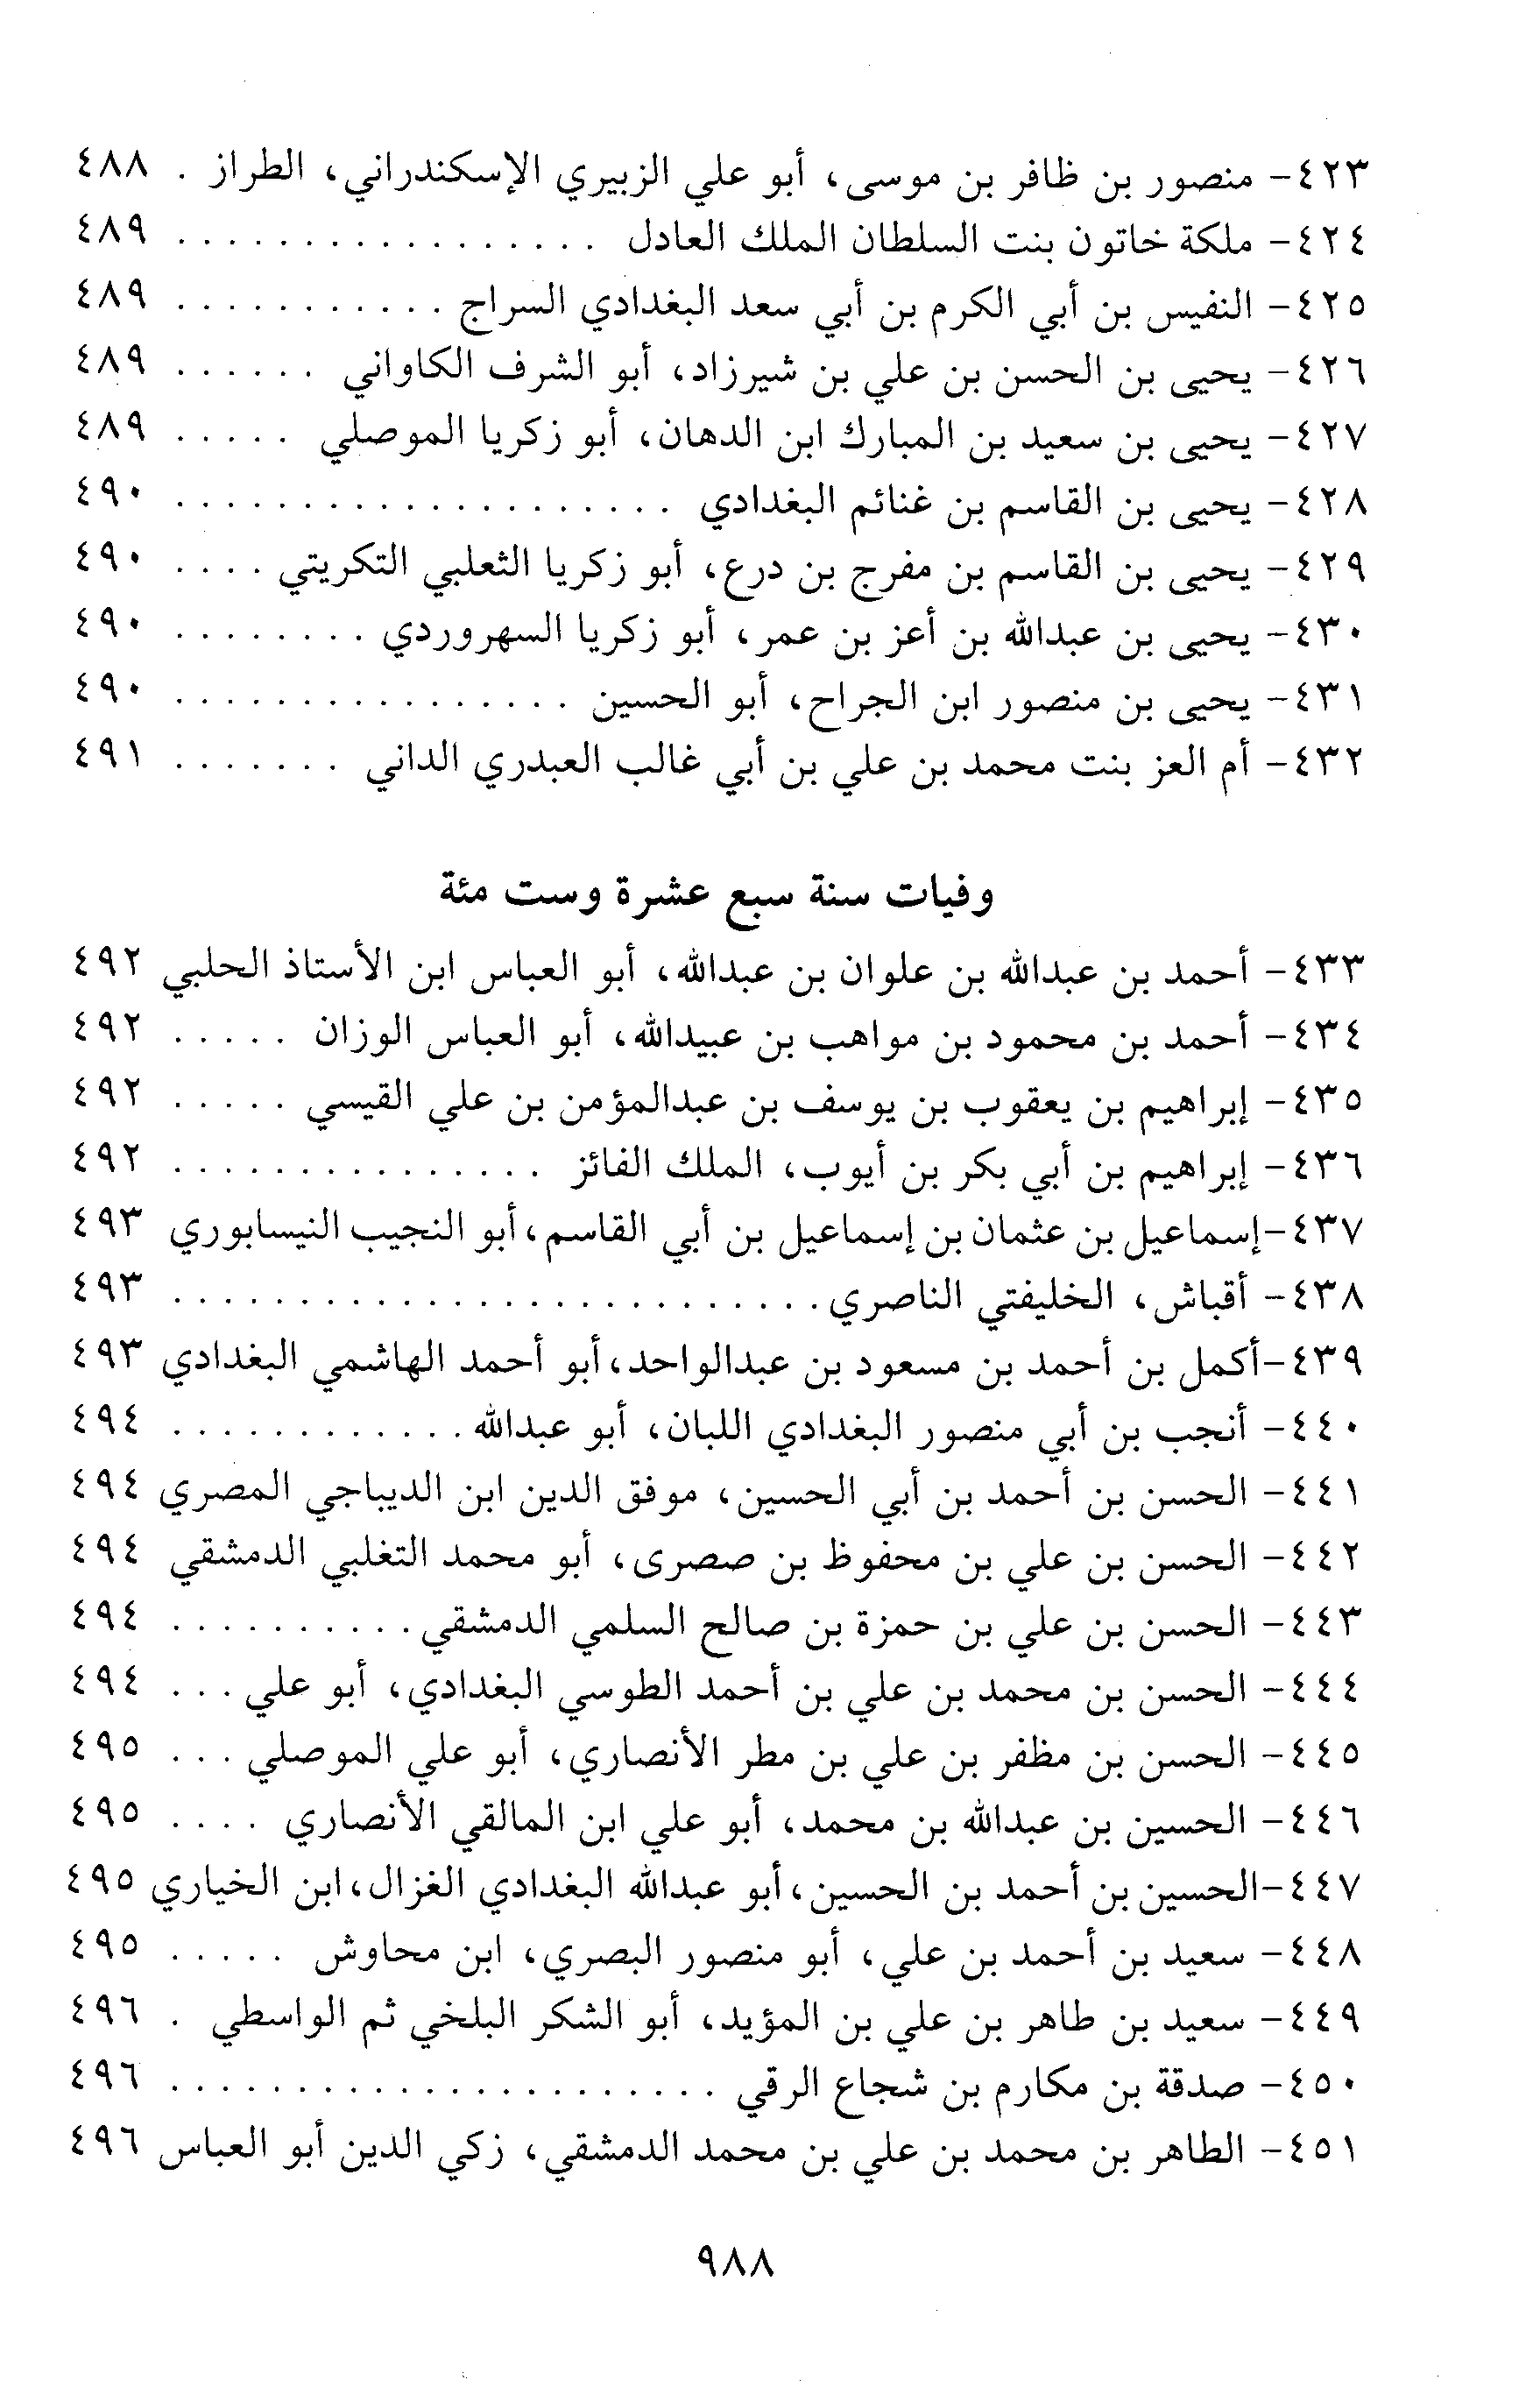 ٤٢٣- منصور بن ظافر بن موسى، أبو علي الزبيري الإسكندراني، الطراز . ٤٨٨
٤٢٤- ملكة خاتون بنت السلطان الملك العادل . . . . . . . . . . . . . . . . . ٤٨٩
٤٢٥- النفيس بن أبي الكرم بن أبي سعد البغدادي السراج . . . . . . . . . . . ٤٨٩
٤٢٦- يحيى بن الحسن بن علي بن شيرزاد، أبو الشرف الكاواني . . . . . . ٤٨٩
٤٢٧- يحيى بن سعيد بن المبارك ابن الدهان، أبو زكريا الموصلي . . . . . ٤٨٩
٤٢٨- يحيى بن القاسم بن غنائم البغدادي . . . . . . . . . . . . . . . . . . . . ٤٩٠
٤٢٩- يحيى بن القاسم بن مفرج بن درع، أبو زكريا الثعلبي التكريتي . . . . ٤٩٠
٤٣٠- يحيى بن عبدالله بن أعز بن عمر، أبو زكريا السهروردي . . . . . . . . ٤٩٠
٤٣١- يحيى بن منصور ابن الجراح، أبو الحسين . . . . . . . . . . . . . . . . ٤٩٠
٤٣٢- أم العز بنت محمد بن علي بن أبي غالب العبدري الداني . . . . . . . ٤٩١
وفيات سنة سبع عشرة وست مئة
٤٣٣- أحمد بن عبدالله بن علوان بن عبدالله، أبو العباس ابن الأستاذ الحلبي ٤٩٢
٤٣٤- أحمد بن محمود بن مواهب بن عبيدالله، أبو العباس الوزان . . . . . ٤٩٢
٤٣٥- إبراهيم بن يعقوب بن يوسف بن عبدالمؤمن بن علي القيسي . . . . . ٤٩٢
٤٣٦- إبراهيم بن أبي بكر بن أيوب، الملك الفائز . . . . . . . . . . . . . . . ٤٩٢
٤٣٧-إسماعيل بن عثمان بن إسماعيل بن أبي القاسم،أبو النجيب النيسابوري ٤٩٣
٤٣٨- أقباش، الخليفتي الناصري . . . . . . . . . . . . . . . . . . . . . . . . . . ٤٩٣
٤٣٩-أكمل بن أحمد بن مسعود بن عبدالواحد،أبو أحمد الهاشمي البغدادي ٤٩٣
٤٤٠- أنجب بن أبي منصور البغدادي اللبان، أبو عبدالله . . . . . . . . . . . . ٤٩٤
٤٤١- الحسن بن أحمد بن أبي الحسين، موفق الدين ابن الديباجي المصري ٤٩٤
٤٤٢- الحسن بن علي بن محفوظ بن صصرى، أبو محمد التغلبي الدمشقي ٤٩٤
٤٤٣- الحسن بن علي بن حمزة بن صالح السلمي الدمشقي . . . . . . . . . . ٤٩٤
٤٤٤- الحسن بن محمد بن علي بن أحمد الطوسي البغدادي، أبو علي . . . ٤٩٤
٤٤٥- الحسن بن مظفر بن علي بن مطر الأنصاري، أبو علي الموصلي . . . ٤٩٥
٤٤٦- الحسين بن عبدالله بن محمد، أبو علي ابن المالقي الأنصاري . . . . ٤٩٥
٤٤٧-الحسين بن أحمد بن الحسين،أبو عبدالله البغدادي الغزال،ابن الخياري ٤٩٥
٤٤٨- سعيد بن أحمد بن علي، أبو منصور البصري، ابن محاوش . . . . . ٤٩٥
٤٤٩- سعيد بن طاهر بن علي بن المؤيد، أبو الشكر البلخي ثم الواسطي . ٤٩٦
٤٥٠- صدقة بن مكارم بن شجاع الرقي . . . . . . . . . . . . . . . . . . . . . . ٤٩٦
٤٥١- الطاهر بن محمد بن علي بن محمد الدمشقي، زكي الدين أبو العباس ٤٩٦
٩٨٨